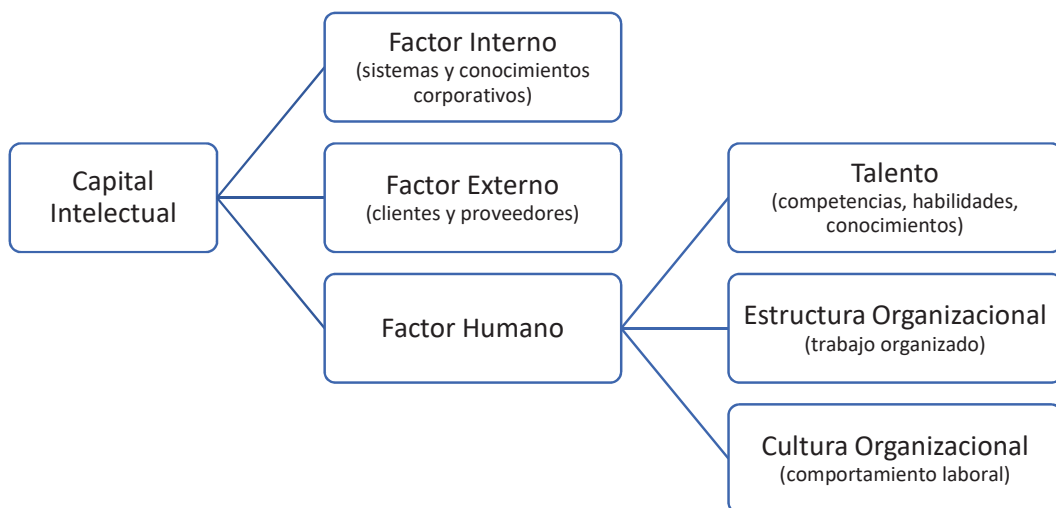 Capital
Intelectual
Factor Interno
(sistemas y conocimientos
corporativos)
Factor Externo
(clientes y proveedores)
Factor Humano
Talento
(competencias, habilidades,
conocimientos)
Estructura Organizacional
(trabajo organizado)
Cultura Organizacional
(comportamiento laboral)